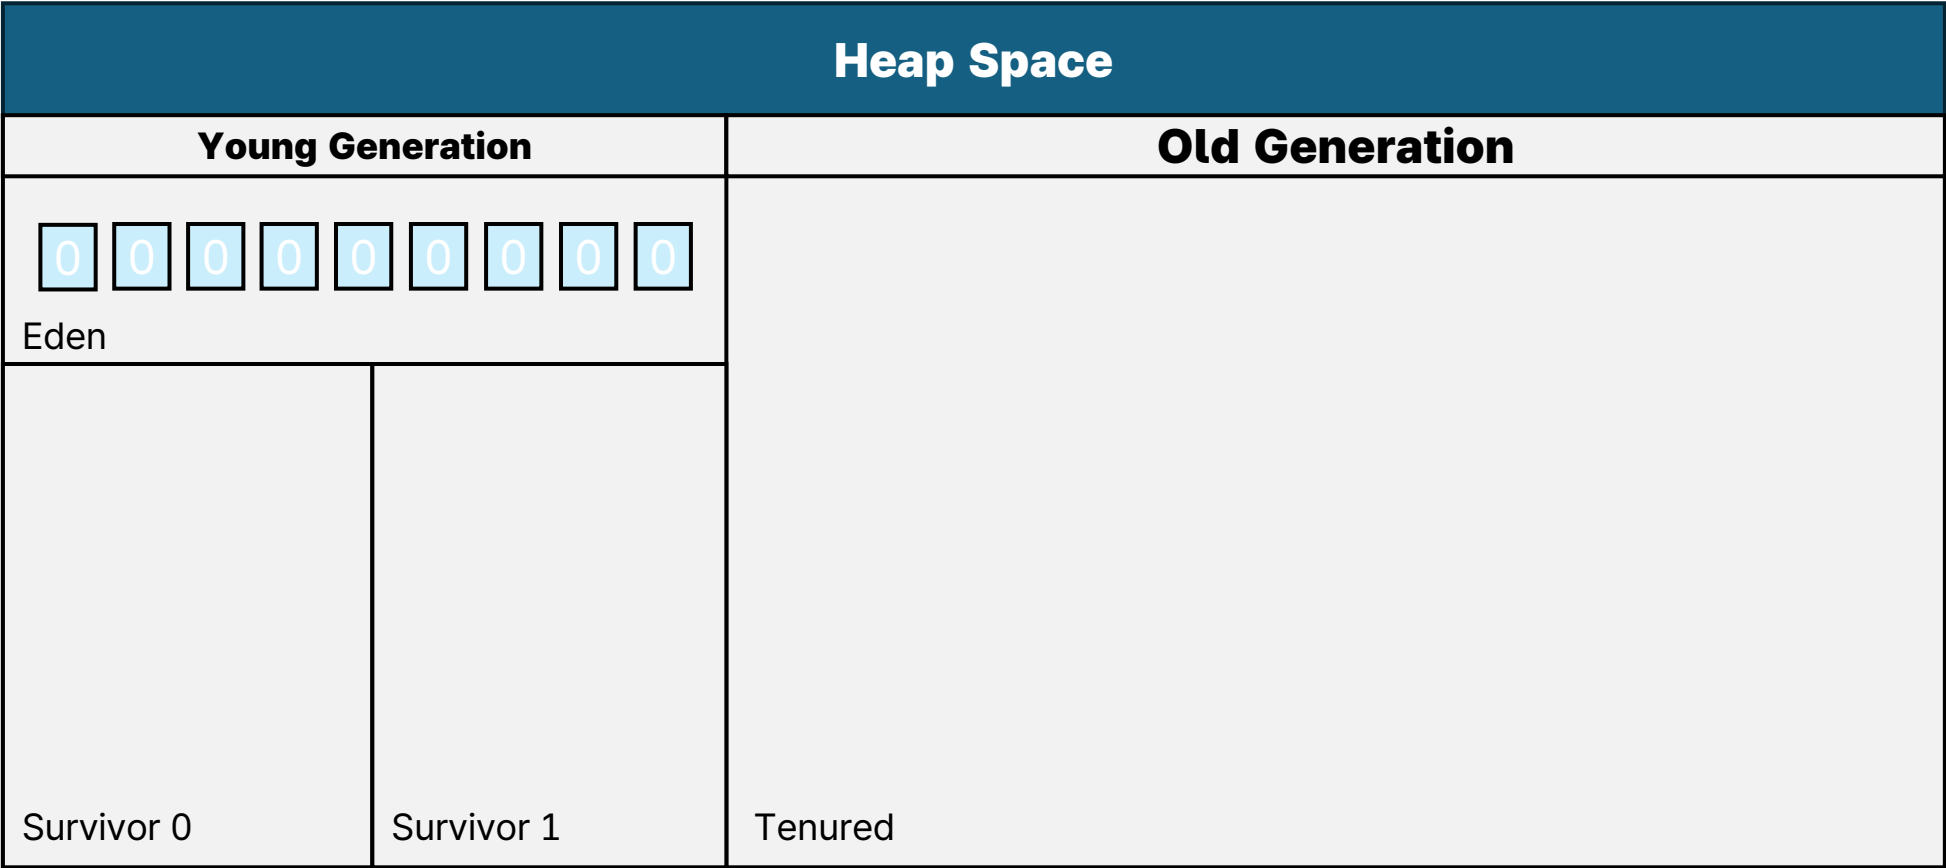 Heap Space
Young Generation
Old Generation
0 0 0 0 0 0 0 0 0
Eden
Survivor 0
Survivor 1
Tenured